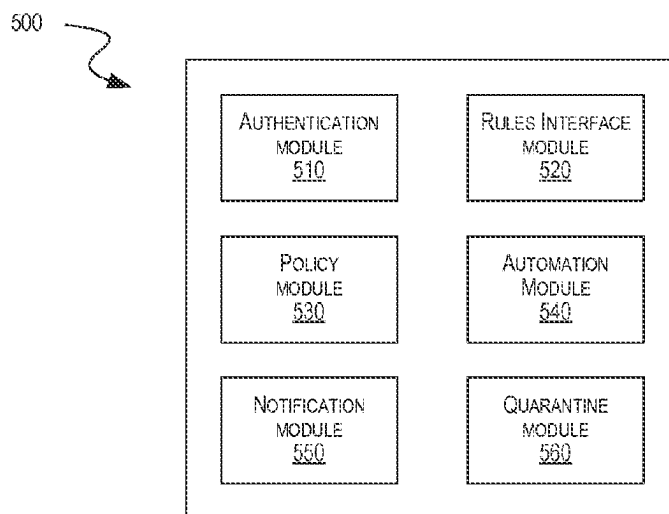 500
AUTHENTICATION
MODULE
510
RULES INTERFACE
MODULE
520
POLICY
MODULE
530
AUTOMATION
MODULE
540
NOTIFICATION
MODULE
550
QUARANTINE
MODULE
560